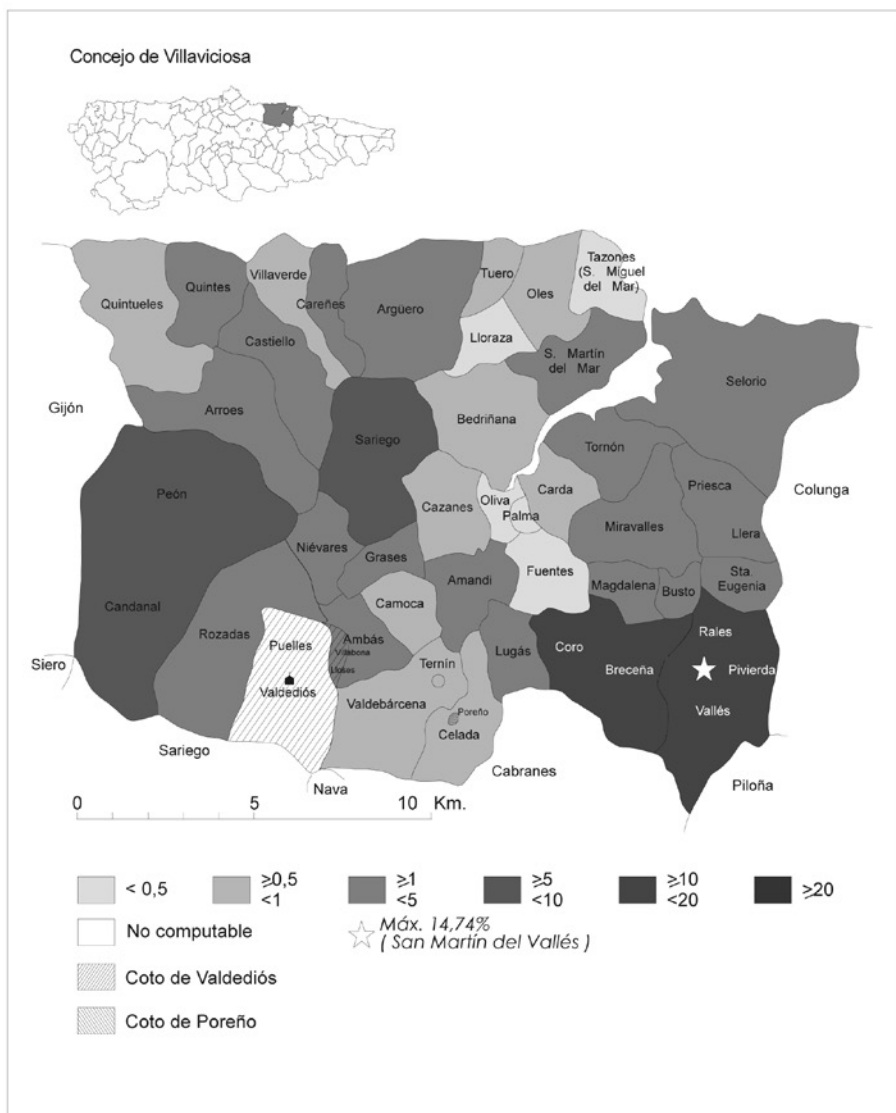 Concejo de Villaviciosa
Tazones
(S. Miguel
del Mar)
Tuero
Villaverde
Quintes
Oles
Quintueles
Careñes
Argüero
Lloraza
Castiello
S. Martín
del Mar
Selorio
Gijón
Arroes
Bedriñana
Sariego
Tornón
Peón
Priesca
Colunga
Oliva
Carda
Cazanes
Palma
Miravalles
Llera
Niévares
Grases
Fuentes
Amandi
Magdalena
Busto
Sta.
Eugenia
Candanal
Camoca
Rozadas
Puelles
Ambás
Villabona
Lugás
Coro
Rales
Siero
Ternín
Lloses
Breceña
Pivierda
Valdediós
Valdebárcena
Poreño
Vallés
Celada
Sariego
Cabranes
Nava
Piloña
0 5 10 Km.
< 0,5
≥0,5
<1
≥1
<5
≥5
<10
≥10
<20
≥20
No computable
Máx. 14,74%
( San Martín del Vallés )
Coto de Valdediós
Coto de Poreño